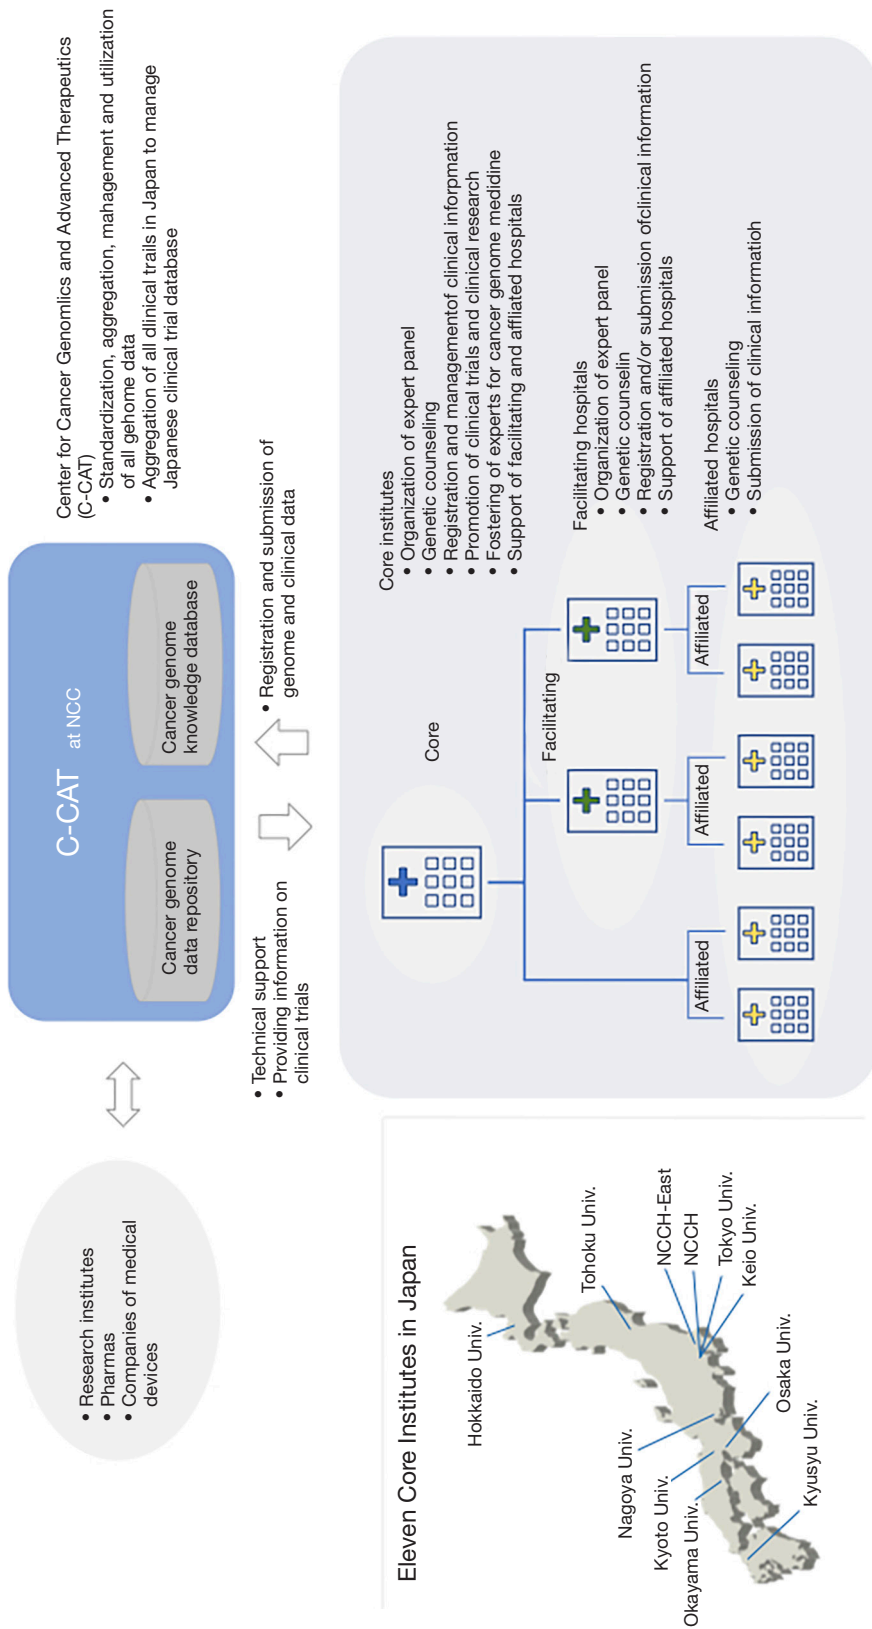 Center for Cancer Genomlics and Advanced Therapeutics
(C-CAT)
• Standardization, aggregation, mahagement and utilization
of all gehome data
• Aggregation of all dlinical trails in Japan to manage
Japanese clinical trial database
C-CAT at NCC
Cancer genome
data repository
Cancer genome
knowledge database
• Research institutes
• Pharmas
• Companies of medical
devices
• Technical support
• Providing information on
clinical trials
• Registration and submission of
genome and clinical data
Core institutes
• Organization of expert panel
• Genetic counseling
• Registration and managementof clinical inforpmation
• Promotion of clinical trials and clinical research
• Fostering of experts for cancer genome medidine
• Support of facilitating and affliated hospitals
Core
Facilitating
Facilitating hospitals
• Organization of expert panel
• Genetic counselin
• Registration and/or submission ofclinical information
• Support of affiliated hospitals
Affiliated
Affiliated
Affiliated
Affiliated hospitals
• Genetic counseling
• Submission of clinical informatioh
Eleven Core Institutes in Japan
Hokkaido Univ.
Tohoku Univ.
NCCH-East
NCCH
Tokyo Univ.
Keio Univ.
Nagoya Univ.
Kyoto Univ.
Okayama Univ.
Osaka Univ.
Kyusyu Univ.